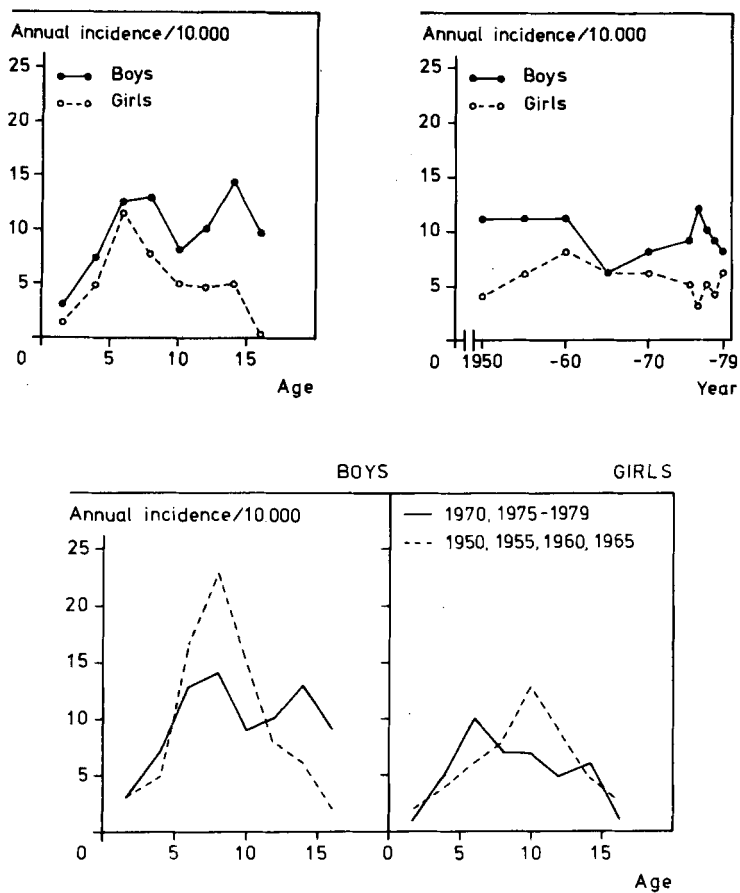 Annual incidence/10.000
25
20
15
10
5
0
Boys
Girls
5 10 15
Age
Annual incidence/10.000
25
20
15
10
5
0
Boys
Girls
1950 -60 -70 -79
Year
BOYS GIRLS
Annual incidence/10.000
25
20
15
10
5
0 5 10 15
1970, 1975-1979
1950, 1955, 1960, 1965
0 5 10 15
Age